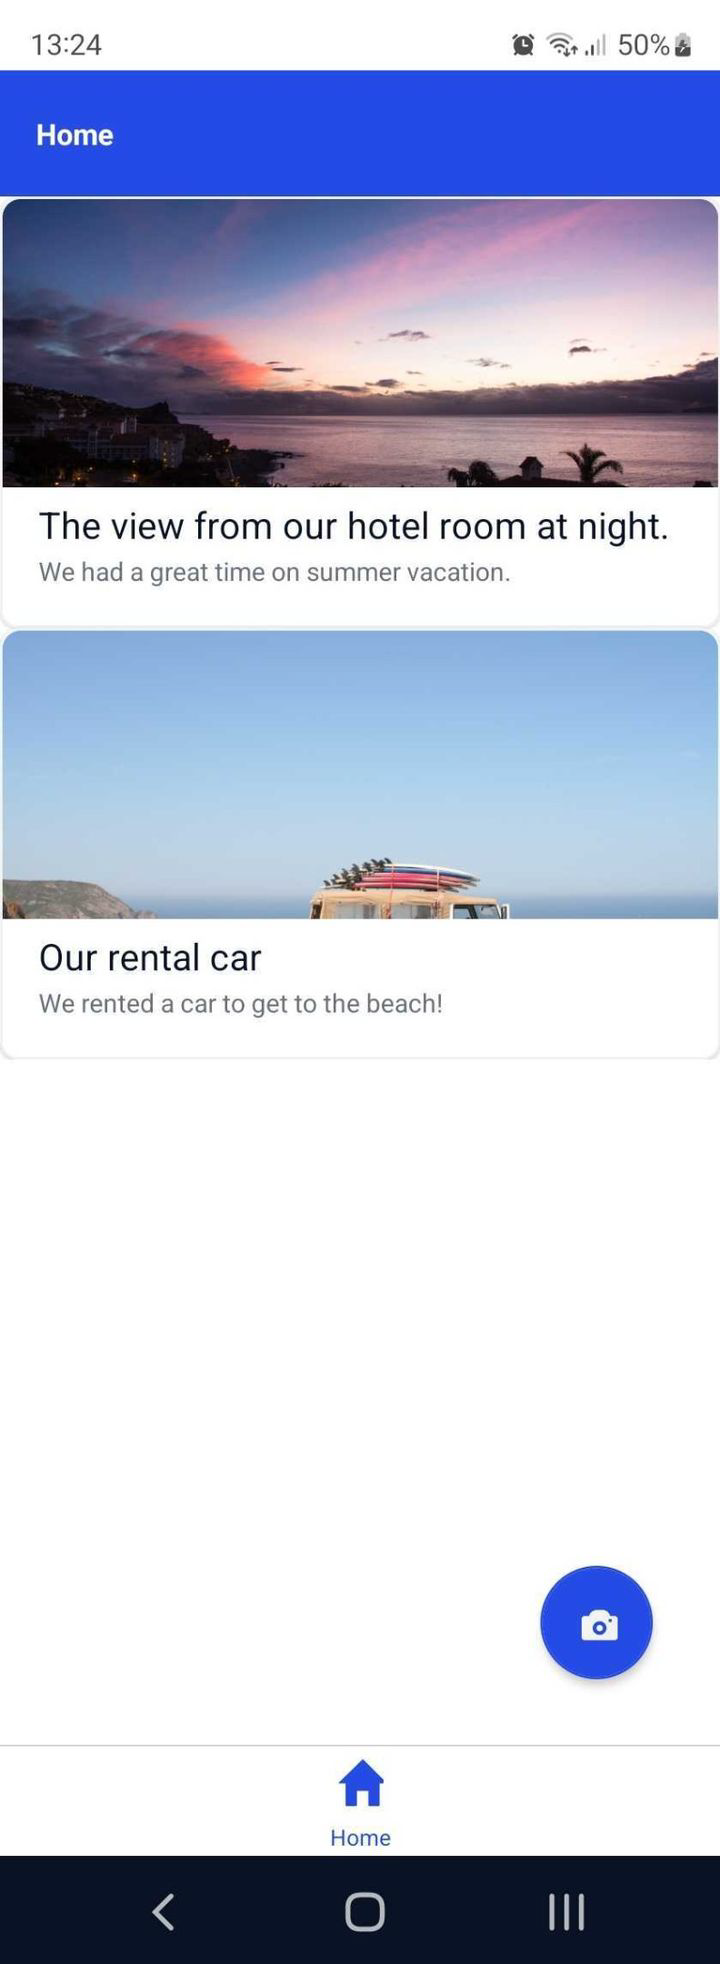 13:24
50%
Home
The view from our hotel room at night.
We had a great time on summer vacation.
Our rental car
We rented a car to get to the beach!
Home